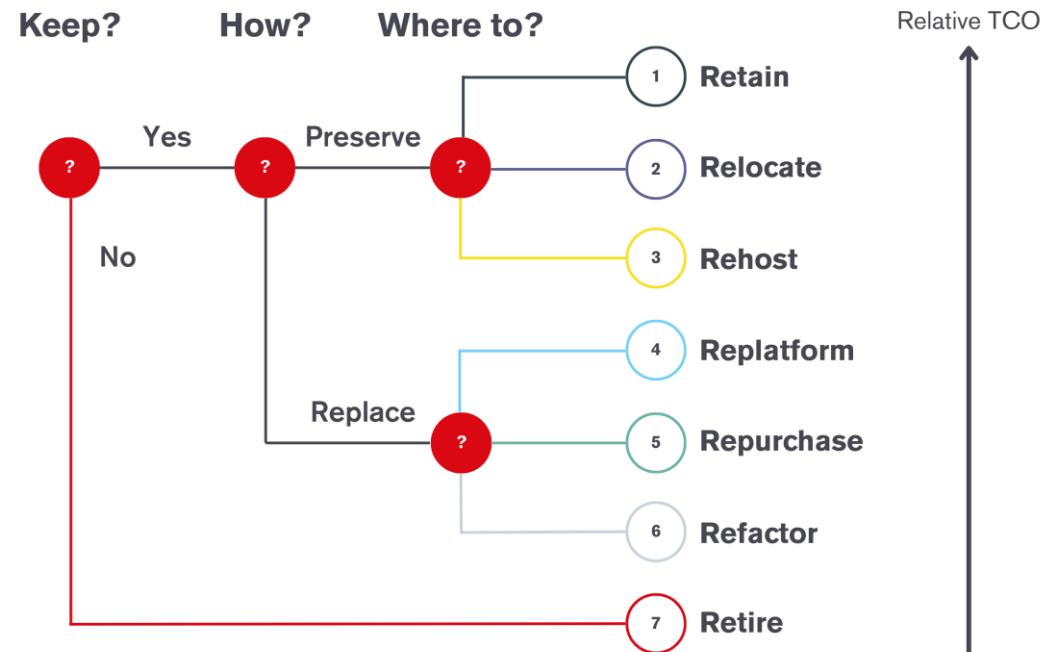 Keep? How? Where to? Relative TCO
1 Retain
Yes Preserve
? ? ? 2 Relocate
No 3 Rehost
4 Replatform
Replace
? 5 Repurchase
6 Refactor
7 Retire